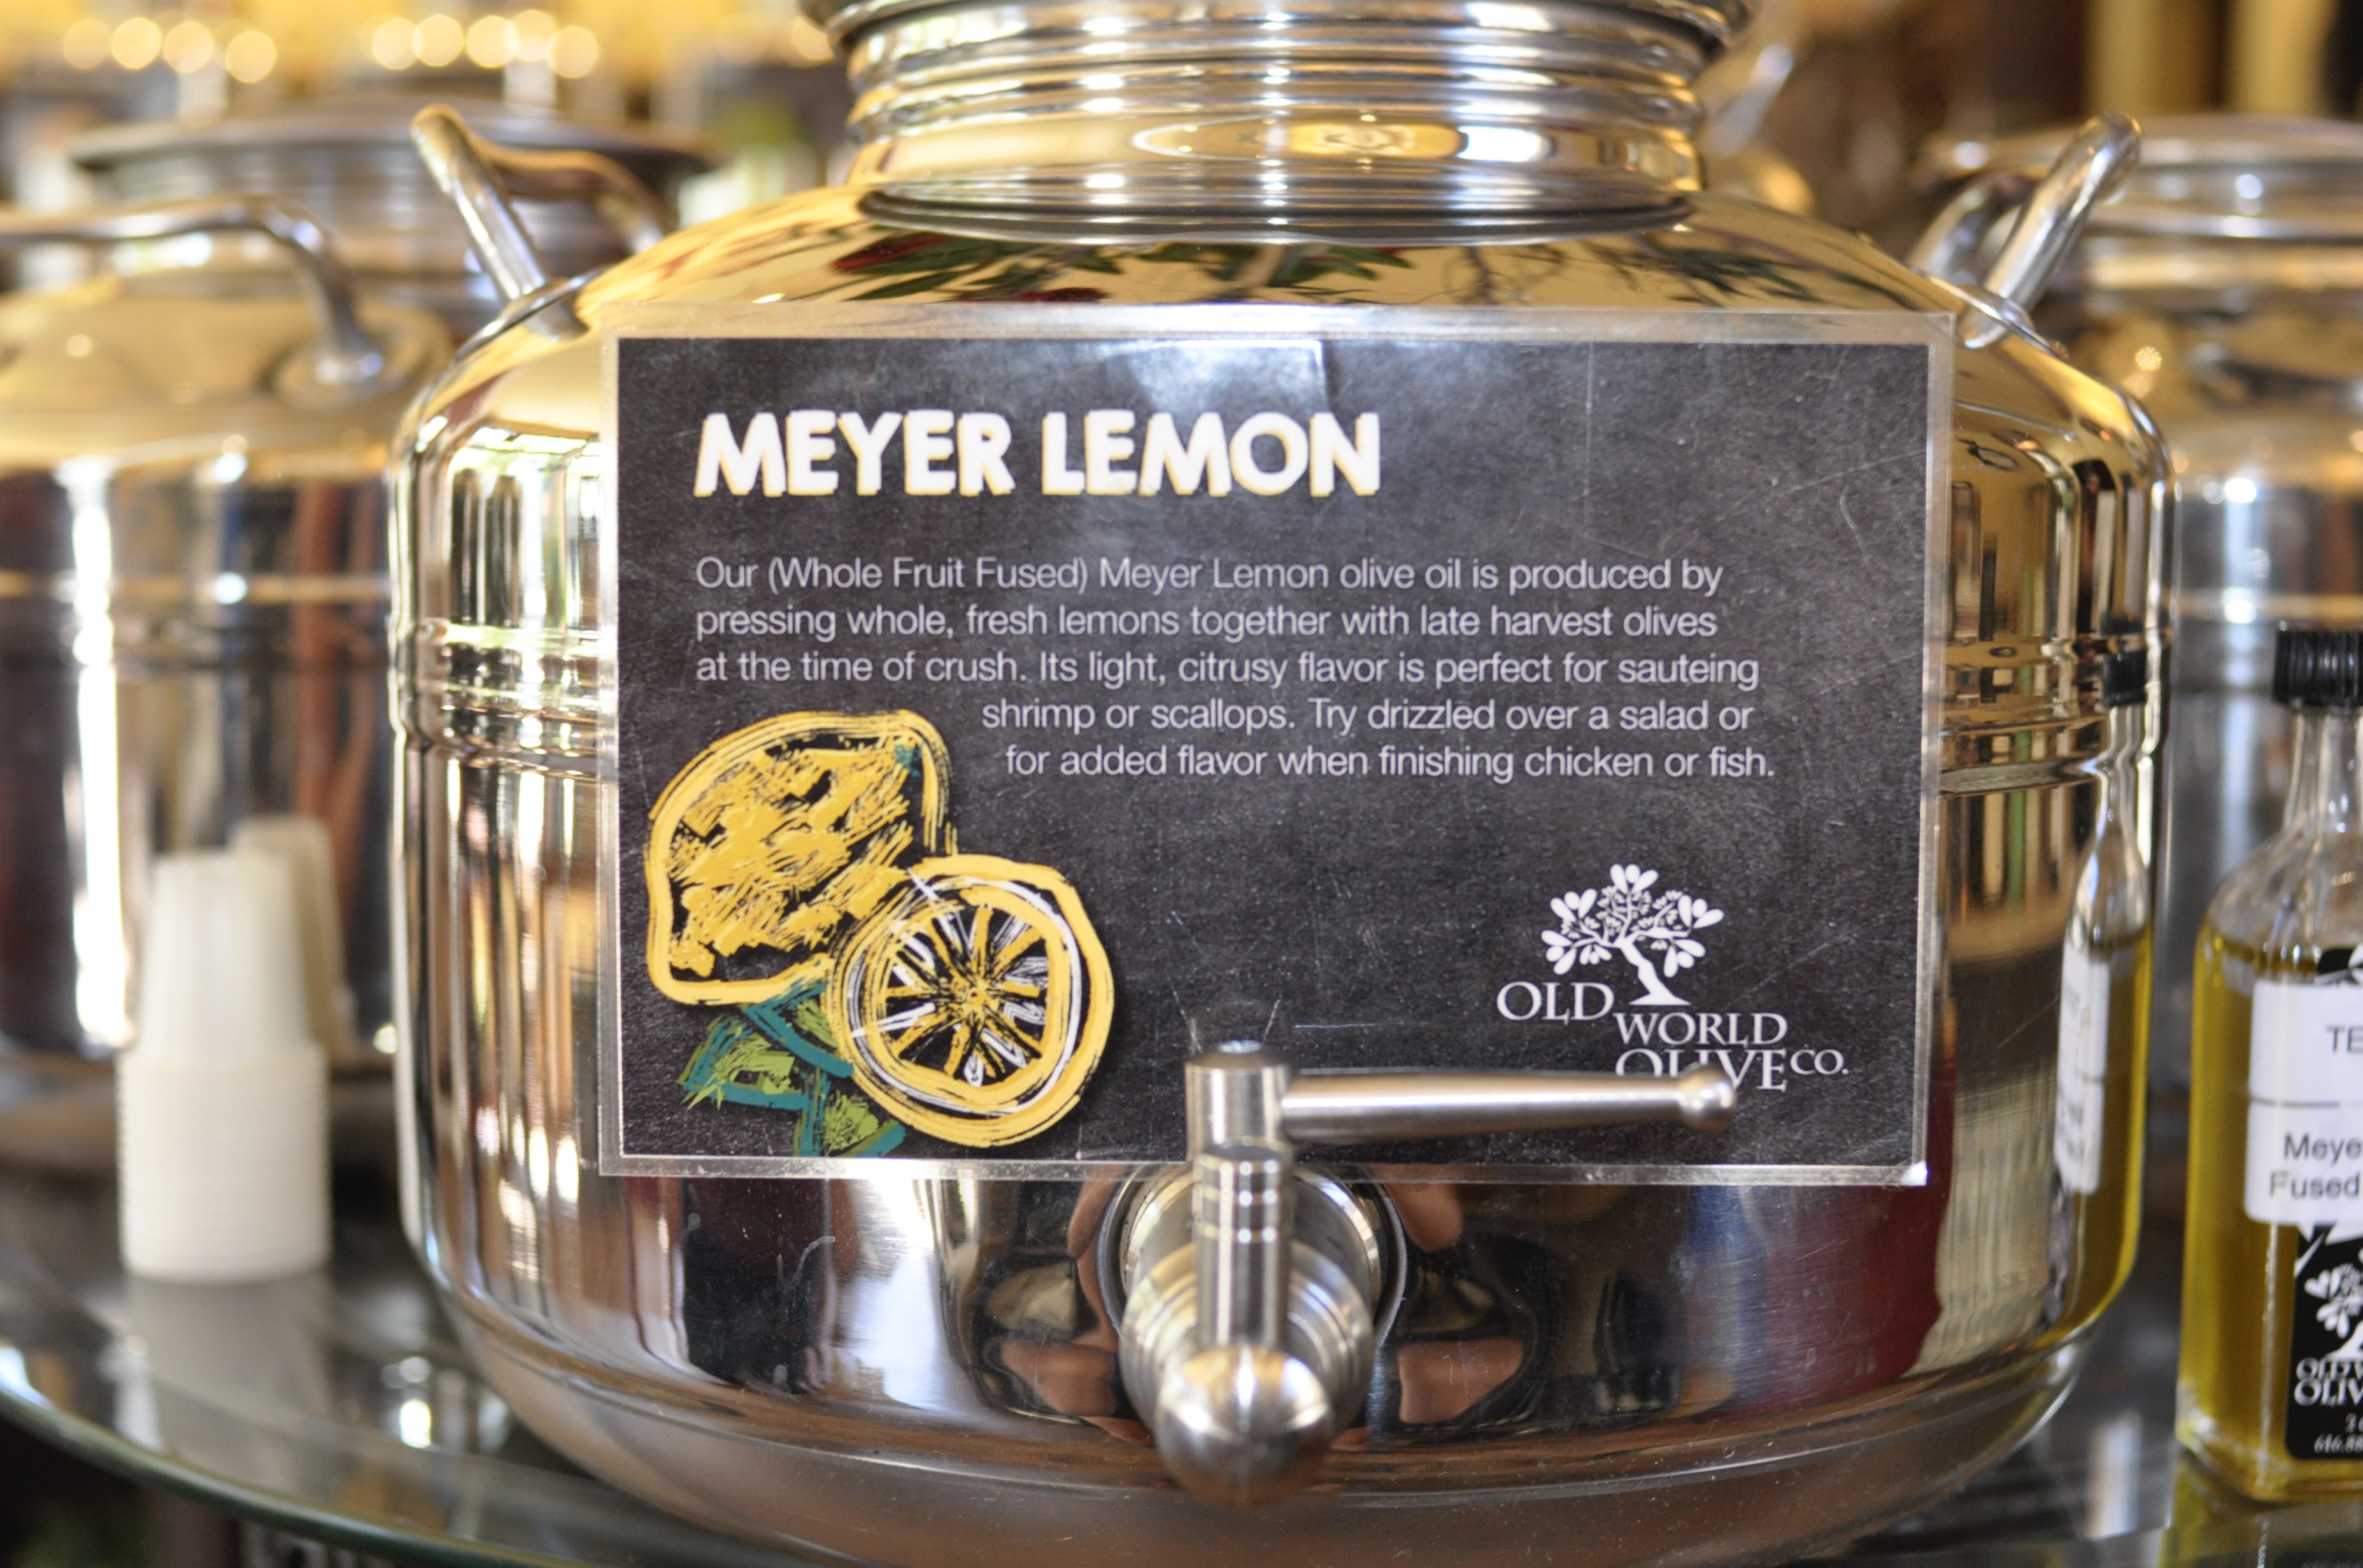 MEYER LEMON
Our (Whole Fruit Fused) Meyer Lemon olive oil is produced by
pressing whole, fresh lemons together with late harvest olives
at the time of crush. Its light, citrusy flavor is perfect for sauteing
shrimp or scallops. Try drizzled over a salad or
for added flavor when finishing chicken or fish.
OLD
WORLD
OLIVE CO.
Fused